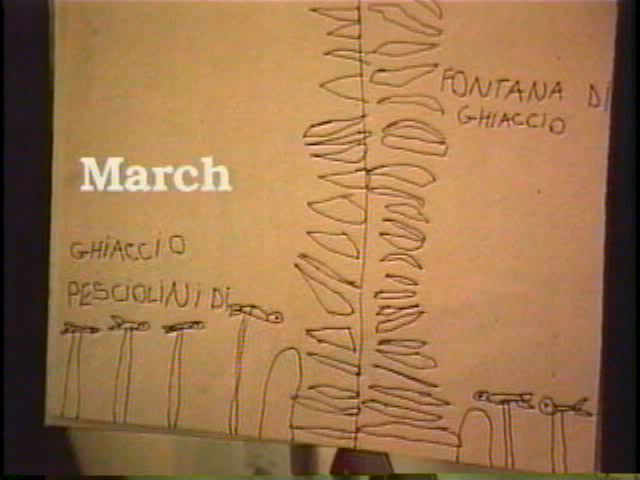 FONTANA DI
GHIACCIO
March
GHIACCIO
PESCIOLINI DI